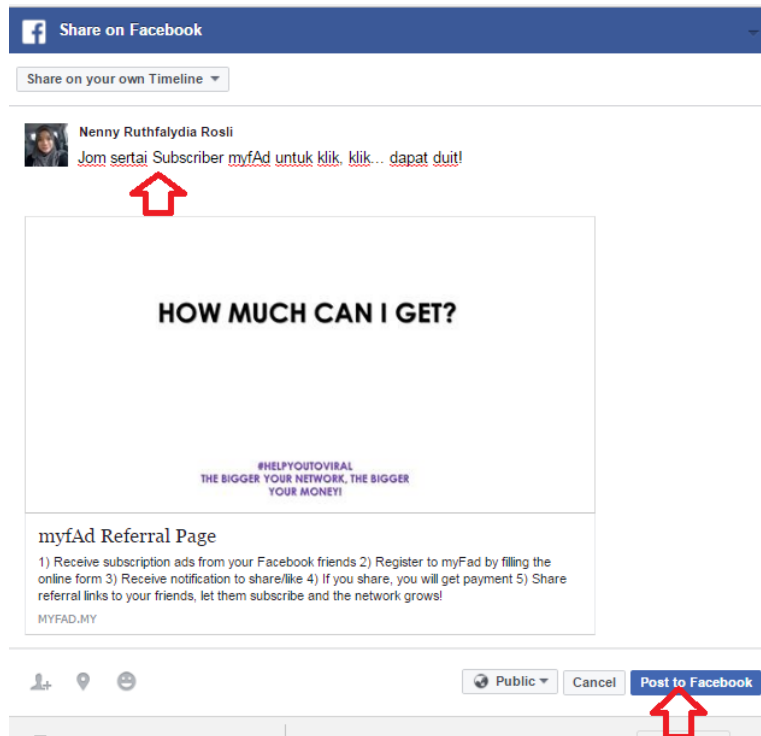 Share on Facebook
Share on your own Timeline
Nenny Ruthfalydia Rosli
Jom sertai Subscriber myfAd untuk klik, klik... dapat duit!
HOW MUCH CAN I GET?
#HELPYOUTOVIRAL
THE BIGGER YOUR NETWORK, THE BIGGER
YOUR MONEY!
myfAd Referral Page
1) Receive subscription ads from your Facebook friends 2) Register to myFad by filling the
online form 3) Receive notification to share/like 4) If you share, you will get payment 5) Share
referral links to your friends, let them subscribe and the network grows!
MYFAD.MY
Public Cancel Post to Facebook